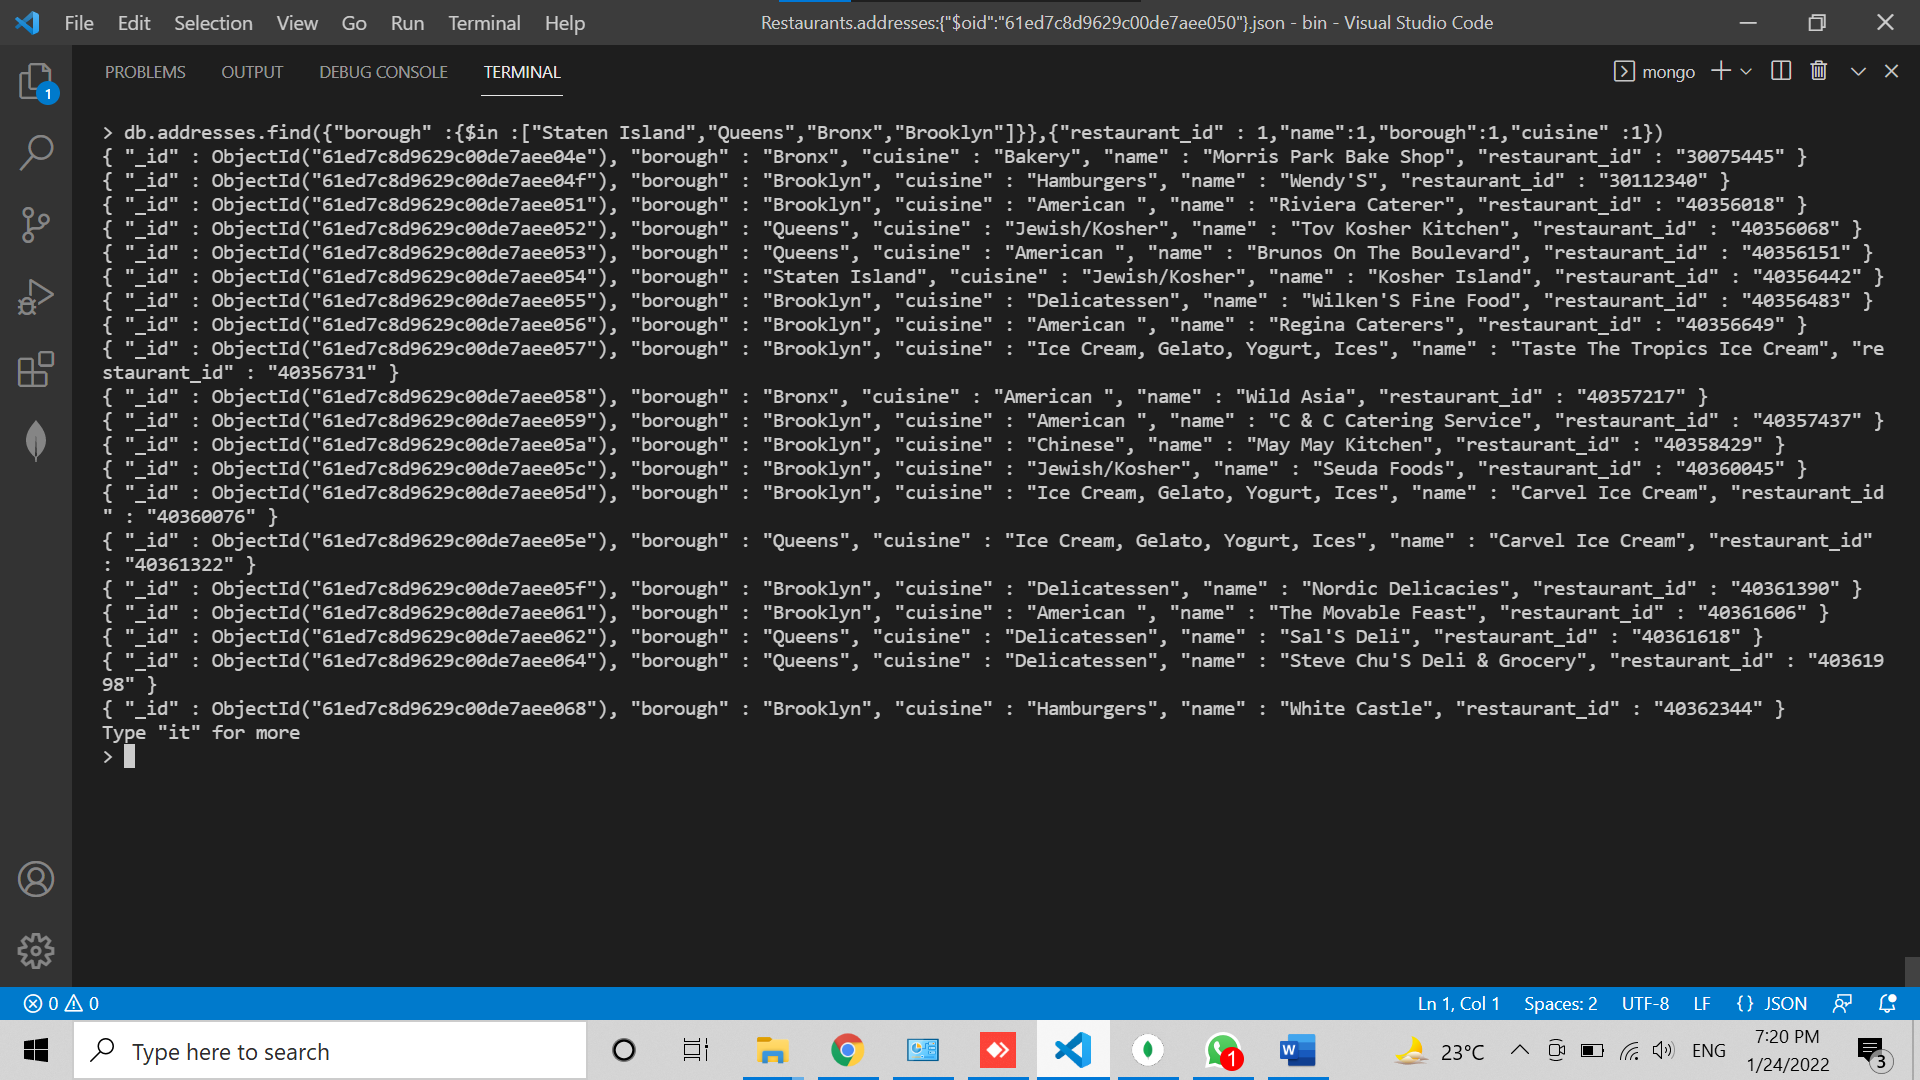 File Edit Selection View Go Run Terminal Help
Restaurants.addresses:{"$oid":"61ed7c8d9629c00de7aee050"}.json - bin - Visual Studio Code
1
PROBLEMS OUTPUT DEBUG CONSOLE TERMINAL
mongo
> db.addresses.find({"borough" :{$in :["Staten Island","Queens","Bronx","Brooklyn"]}},{"restaurant_id" : 1,"name":1,"borough":1,"cuisine" :1})
{ "_id" : ObjectId("61ed7c8d9629c00de7aee04e"), "borough" : "Bronx", "cuisine" : "Bakery", "name" : "Morris Park Bake Shop", "restaurant_id" : "30075445" }
{ "_id" : ObjectId("61ed7c8d9629c00de7aee04f"), "borough" : "Brooklyn", "cuisine" : "Hamburgers", "name" : "Wendy'S", "restaurant_id" : "30112340" }
{ "_id" : ObjectId("61ed7c8d9629c00de7aee051"), "borough" : "Brooklyn", "cuisine" : "American ", "name" : "Riviera Caterer", "restaurant_id" : "40356018" }
{ "_id" : ObjectId("61ed7c8d9629c00de7aee052"), "borough" : "Queens", "cuisine" : "Jewish/Kosher", "name" : "Tov Kosher Kitchen", "restaurant_id" : "40356068" }
{ "_id" : ObjectId("61ed7c8d9629c00de7aee053"), "borough" : "Queens", "cuisine" : "American ", "name" : "Brunos On The Boulevard", "restaurant_id" : "40356151" }
{ "_id" : ObjectId("61ed7c8d9629c00de7aee054"), "borough" : "Staten Island", "cuisine" : "Jewish/Kosher", "name" : "Kosher Island", "restaurant_id" : "40356442" }
{ "_id" : ObjectId("61ed7c8d9629c00de7aee055"), "borough" : "Brooklyn", "cuisine" : "Delicatessen", "name" : "Wilken'S Fine Food", "restaurant_id" : "40356483" }
{ "_id" : ObjectId("61ed7c8d9629c00de7aee056"), "borough" : "Brooklyn", "cuisine" : "American ", "name" : "Regina Caterers", "restaurant_id" : "40356649" }
{ "_id" : ObjectId("61ed7c8d9629c00de7aee057"), "borough" : "Brooklyn", "cuisine" : "Ice Cream, Gelato, Yogurt, Ices", "name" : "Taste The Tropics Ice Cream", "re
staurant_id" : "40356731" }
{ "_id" : ObjectId("61ed7c8d9629c00de7aee058"), "borough" : "Bronx", "cuisine" : "American ", "name" : "Wild Asia", "restaurant_id" : "40357217" }
{ "_id" : ObjectId("61ed7c8d9629c00de7aee059"), "borough" : "Brooklyn", "cuisine" : "American ", "name" : "C & C Catering Service", "restaurant_id" : "40357437" }
{ "_id" : ObjectId("61ed7c8d9629c00de7aee05a"), "borough" : "Brooklyn", "cuisine" : "Chinese", "name" : "May May Kitchen", "restaurant_id" : "40358429" }
{ "_id" : ObjectId("61ed7c8d9629c00de7aee05c"), "borough" : "Brooklyn", "cuisine" : "Jewish/Kosher", "name" : "Seuda Foods", "restaurant_id" : "40360045" }
{ "_id" : ObjectId("61ed7c8d9629c00de7aee05d"), "borough" : "Brooklyn", "cuisine" : "Ice Cream, Gelato, Yogurt, Ices", "name" : "Carvel Ice Cream", "restaurant_id
" : "40360076" }
{ "_id" : ObjectId("61ed7c8d9629c00de7aee05e"), "borough" : "Queens", "cuisine" : "Ice Cream, Gelato, Yogurt, Ices", "name" : "Carvel Ice Cream", "restaurant_id"
: "40361322" }
{ "_id" : ObjectId("61ed7c8d9629c00de7aee05f"), "borough" : "Brooklyn", "cuisine" : "Delicatessen", "name" : "Nordic Delicacies", "restaurant_id" : "40361390" }
{ "_id" : ObjectId("61ed7c8d9629c00de7aee061"), "borough" : "Brooklyn", "cuisine" : "American ", "name" : "The Movable Feast", "restaurant_id" : "40361606" }
{ "_id" : ObjectId("61ed7c8d9629c00de7aee062"), "borough" : "Queens", "cuisine" : "Delicatessen", "name" : "Sal'S Deli", "restaurant_id" : "40361618" }
{ "_id" : ObjectId("61ed7c8d9629c00de7aee064"), "borough" : "Queens", "cuisine" : "Delicatessen", "name" : "Steve Chu'S Deli & Grocery", "restaurant_id" : "403619
98" }
{ "_id" : ObjectId("61ed7c8d9629c00de7aee068"), "borough" : "Brooklyn", "cuisine" : "Hamburgers", "name" : "White Castle", "restaurant_id" : "40362344" }
Type "it" for more
>
0 0
Ln 1, Col 1 Spaces: 2 UTF-8 LF {} JSON
Type here to search
W
1
23°C
ENG
7:20 PM
1/24/2022
3